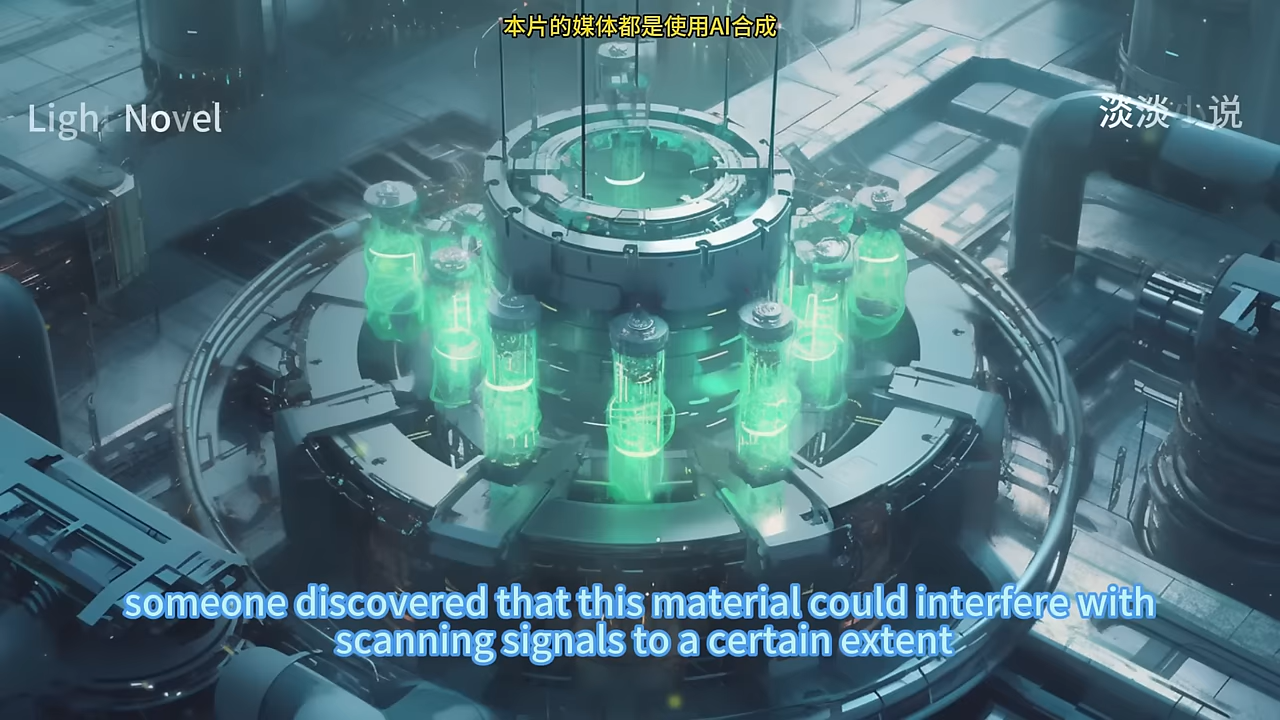 本片的媒体都是使用AI合成
Light Novel
淡淡小说
someone discovered that this material could interfere with
scanning signals to a certain extent